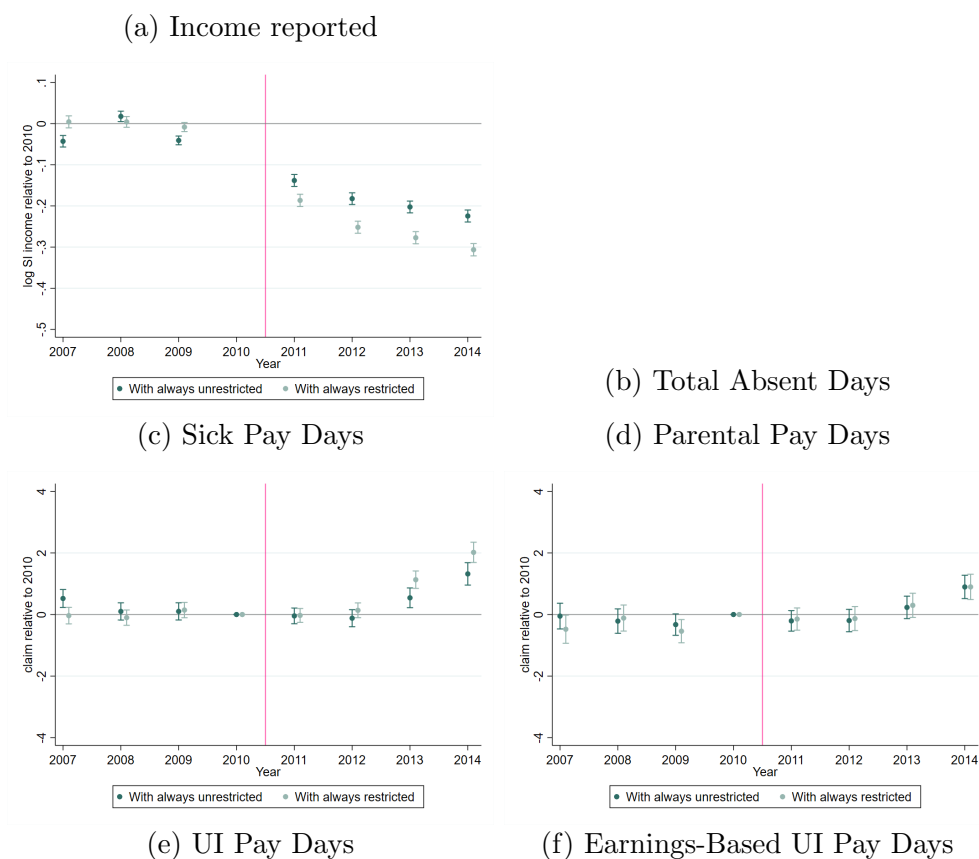 (a) Income reported
log SI income relative to 2010
.1
0
-.1
-.2
-.3
-.4
-.5
2007 2008 2009 2010 2011 2012 2013 2014
Year
With always unrestricted With always restricted
(b) Total Absent Days
(c) Sick Pay Days
(d) Parental Pay Days
claim relative to 2010
4
2
0
-2
-4
2007 2008 2009 2010 2011 2012 2013 2014
Year
With always unrestricted With always restricted
claim relative to 2010
4
2
0
-2
-4
2007 2008 2009 2010 2011 2012 2013 2014
Year
With always unrestricted With always restricted
(e) UI Pay Days
(f) Earnings-Based UI Pay Days